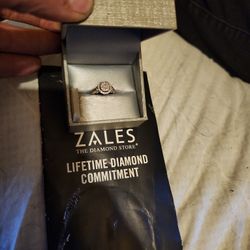 ZALES
THE DIAMOND STORE®
LIFETIME DIAMOND
COMMITMENT